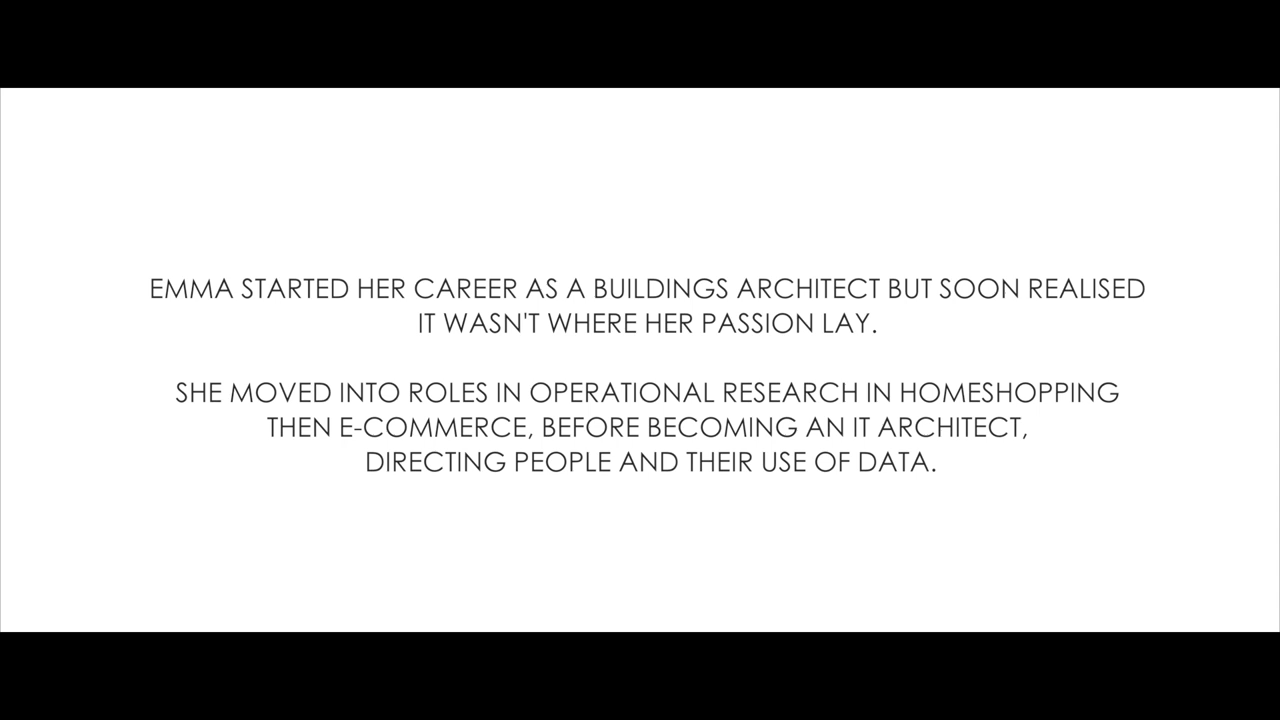 EMMA STARTED HER CAREER AS A BUILDINGS ARCHITECT BUT SOON REALISED
IT WASN'T WHERE HER PASSION LAY.
SHE MOVED INTO ROLES IN OPERATIONAL RESEARCH IN HOMESHOPPING
THEN E-COMMERCE, BEFORE BECOMING AN IT ARCHITECT,
DIRECTING PEOPLE AND THEIR USE OF DATA.